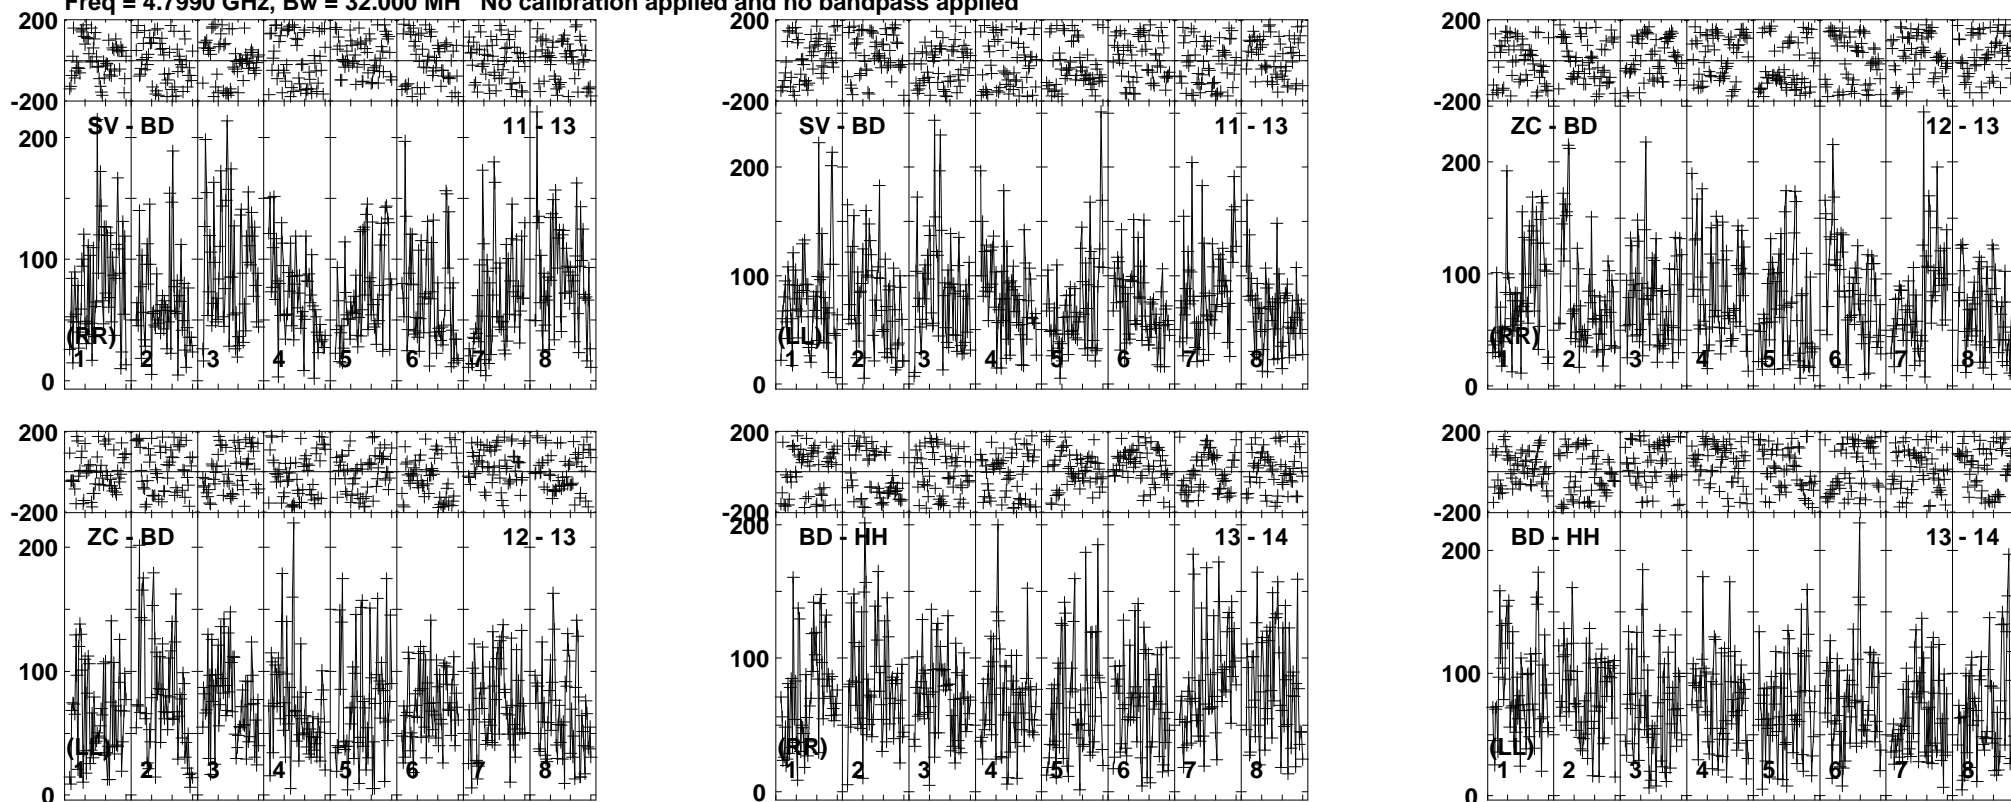 Freq = 4.7990 GHz, Bw = 32.000 MH No calibration applied and no bandpass applied
200
-200
SV - BD 11 - 13
200
100
0
(RR)
1 2 3 4 5 6 7 8
200
-200
SV - BD 11 - 13
200
100
0
(LL)
1 2 3 4 5 6 7 8
200
-200
ZC - BD 12 - 13
200
100
0
(RR)
1 2 3 4 5 6 7 8
200
-200
ZC - BD 12 - 13
200
100
0
(LL)
1 2 3 4 5 6 7 8
200
-200
BD - HH 13 - 14
200
100
0
(RR)
1 2 3 4 5 6 7 8
200
-200
BD - HH 13 - 14
200
100
0
(LL)
1 2 3 4 5 6 7 8